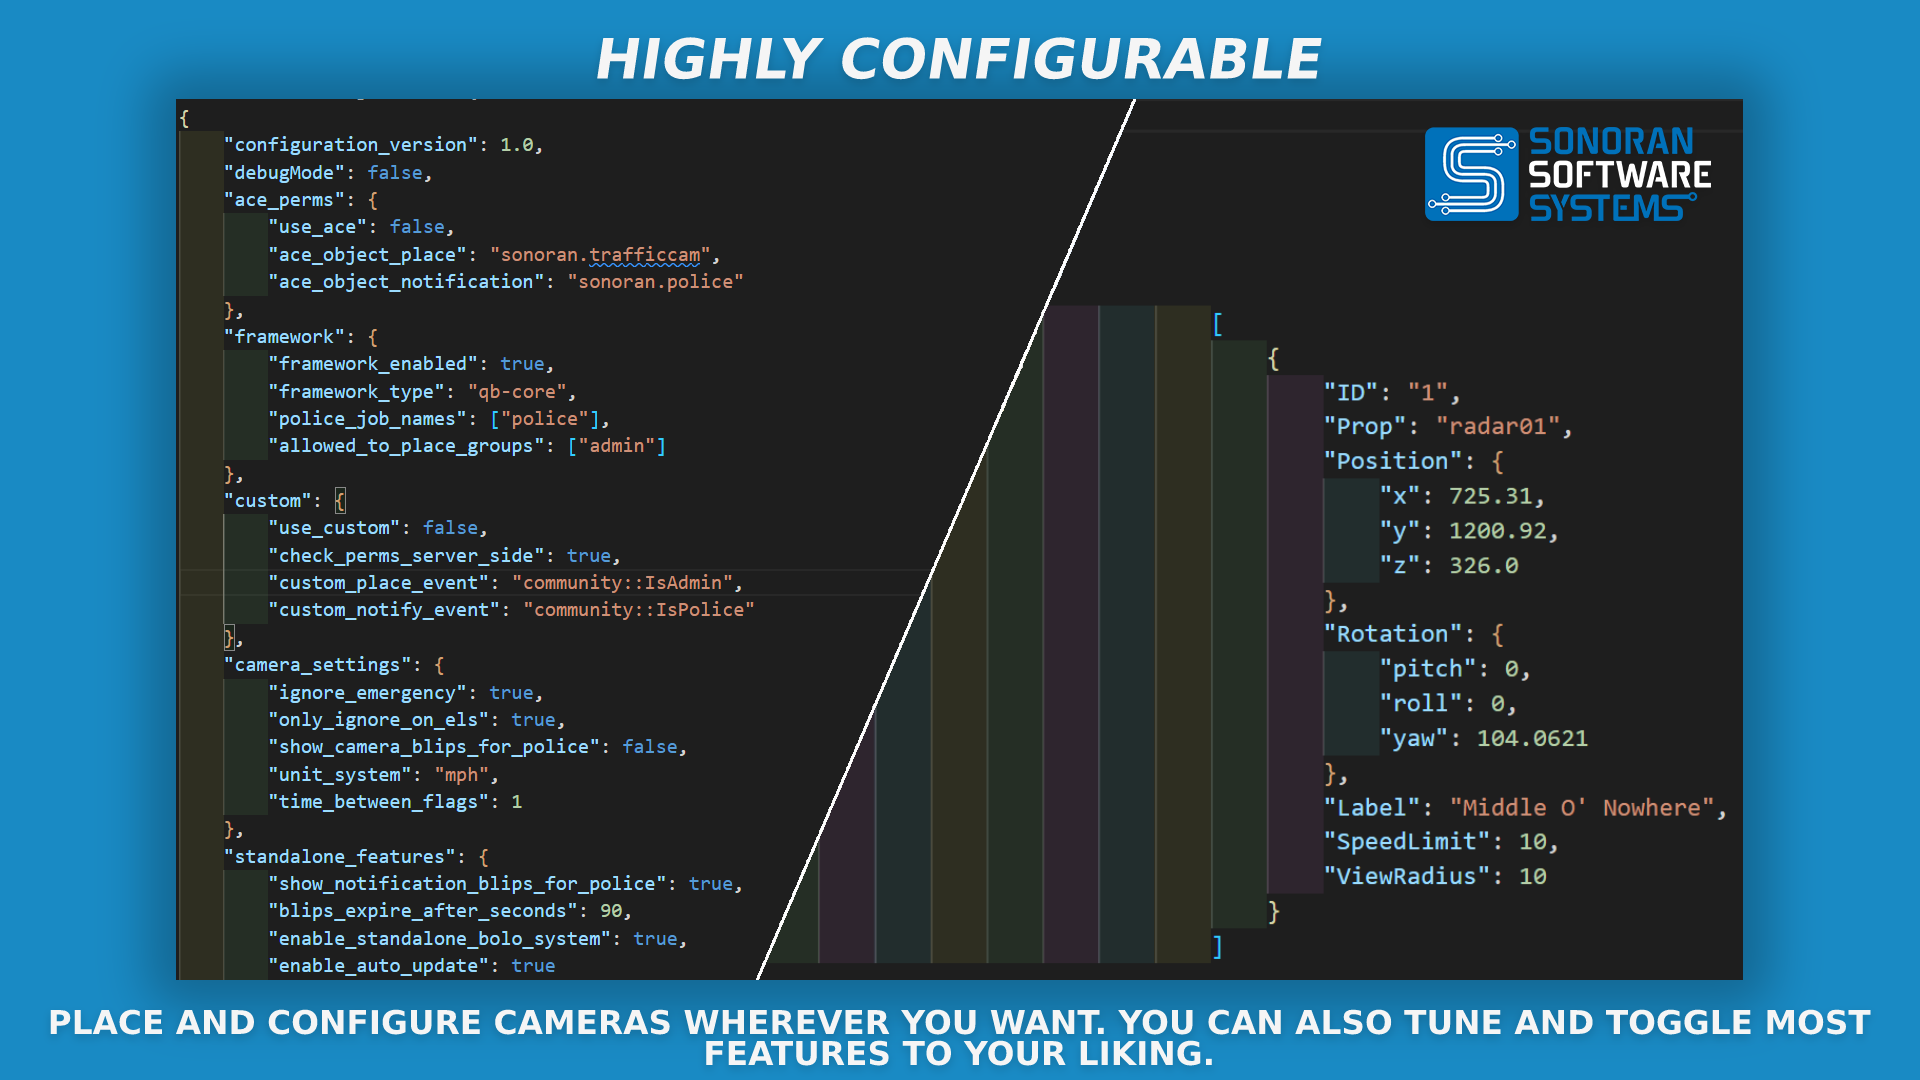 HIGHLY CONFIGURABLE
{
"configuration_version": 1.0,
"debugMode": false,
"ace_perms": {
"use_ace": false,
"ace_object_place": "sonoran.trafficcam",
"ace_object_notification": "sonoran.police"
},
"framework": {
"framework_enabled": true,
"framework_type": "qb-core",
"police_job_names": ["police"],
"allowed_to_place_groups": ["admin"]
},
"custom": {
"use_custom": false,
"check_perms_server_side": true,
"custom_place_event": "community::IsAdmin",
"custom_notify_event": "community::IsPolice"
},
"camera_settings": {
"ignore_emergency": true,
"only_ignore_on_els": true,
"show_camera_blips_for_police": false,
"unit_system": "mph",
"time_between_flags": 1
},
"standalone_features": {
"show_notification_blips_for_police": true,
"blips_expire_after_seconds": 90,
"enable_standalone_bolo_system": true,
"enable_auto_update": true
SONORAN
SOFTWARE
SYSTEMS
[
{
"ID": "1",
"Prop": "radar01",
"Position": {
"x": 725.31,
"y": 1200.92,
"z": 326.0
},
"Rotation": {
"pitch": 0,
"roll": 0,
"yaw": 104.0621
},
"Label": "Middle O' Nowhere",
"SpeedLimit": 10,
"ViewRadius": 10
}
]
PLACE AND CONFIGURE CAMERAS WHEREVER YOU WANT. YOU CAN ALSO TUNE AND TOGGLE MOST
FEATURES TO YOUR LIKING.